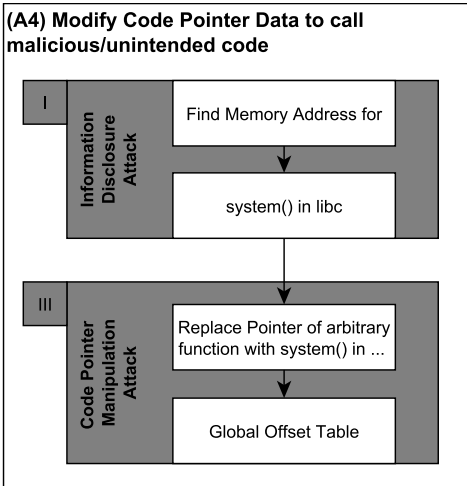 (A4) Modify Code Pointer Data to call
malicious/unintended code
I
Information
Disclosure
Attack
Find Memory Address for
system() in libc
III
Code Pointer
Manipulation
Attack
Replace Pointer of arbitrary
function with system() in ...
Global Offset Table